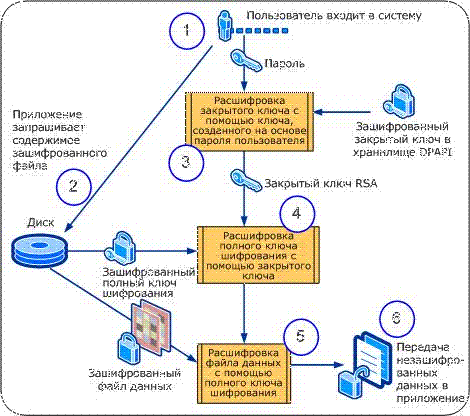 1
Пользователь входит в систему
Пароль
Приложение
запрашивает
содержимое
зашифрованного
файла
2
Расшифровка
закрытого ключа с
помощью ключа,
созданного на основе
пароля пользователя
Зашифрованный
закрытый ключ в
хранилище DPAPI
3
Закрытый ключ RSA
Диск
4
Расшифровка
полного ключа
шифрования с
помощью закрытого
ключа
Зашифрованный
полный ключ
шифрования
Зашифрованный
файл данных
5
Расшифровка
файла данных
с помощью
полного ключа
шифрования
6
Передача
незашифро-
ванных
данных в
приложение